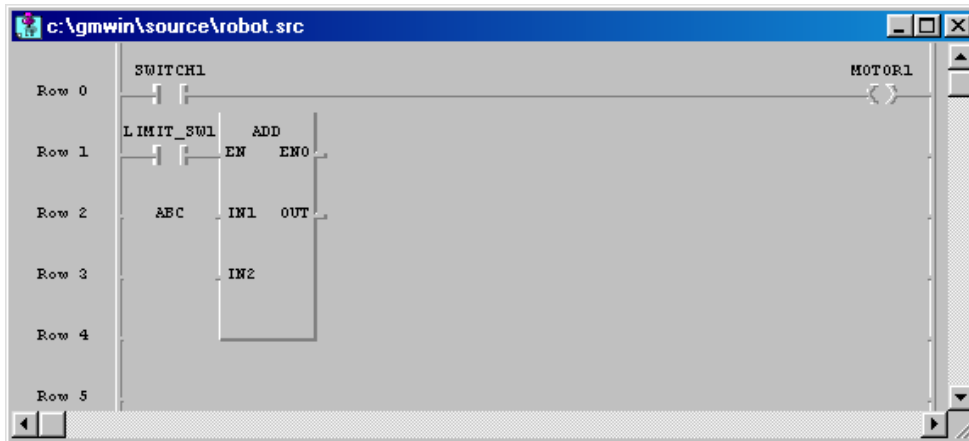 c:\gmwin\source\robot.src
SWITCH1 MOTOR1
Row 0
LIMIT_SW1 ADD
Row 1 EN ENO
Row 2 ABC IN1 OUT
Row 3 IN2
Row 4
Row 5